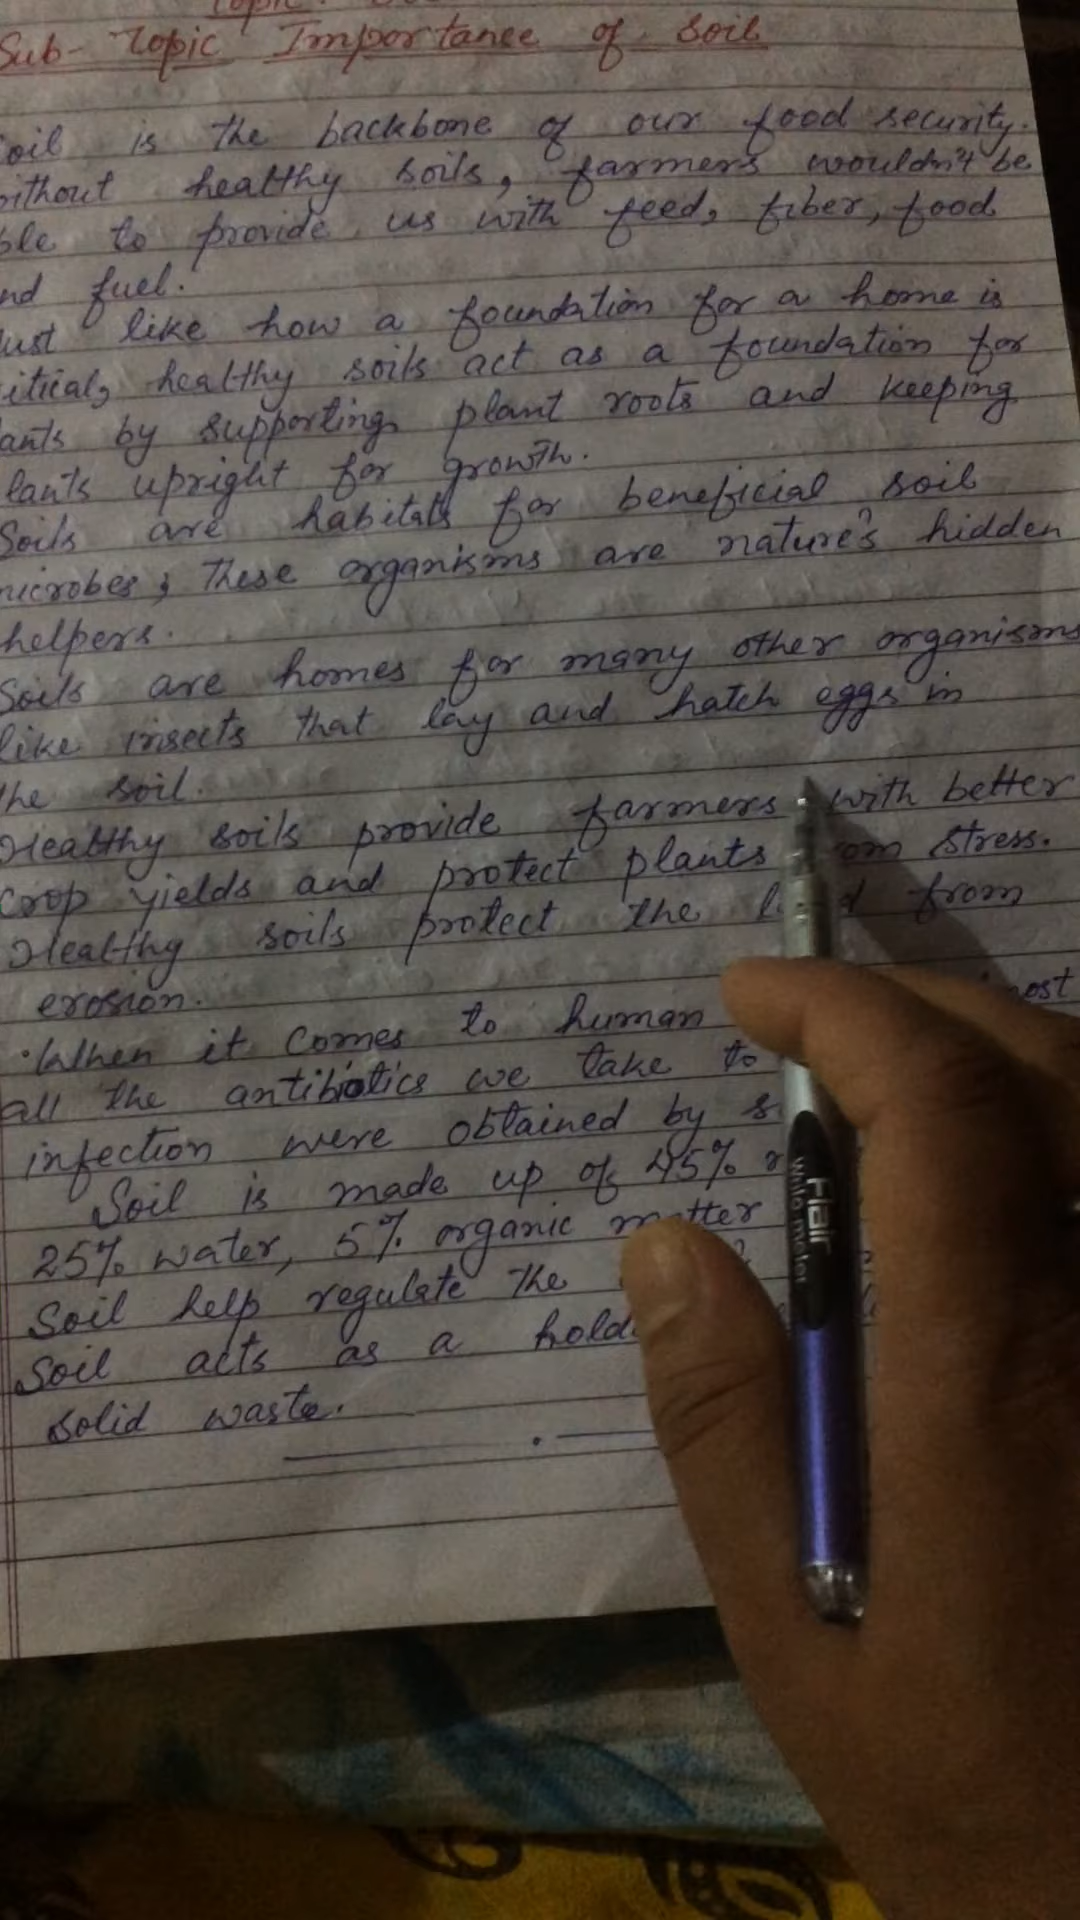 Sub- Topic Importance of soil
oil is the backbone of our food security.
ithout healthy soils, farmers wouldn't be
ble to provide us with feed, fiber, food
nd fuel.
ust like how a foundation for a home is
itical, healthy soils act as a foundation for
ants by supporting plant roots and keeping
lants upright for growth.
Soils are habitats for beneficial soil
microbes; These organisms are nature's hidden
helpers.
Soils are homes for many other organisms
like insects that lay and hatch eggs in
the soil.
Healthy soils provide farmers with better
crop yields and protect plants om stress.
Healthy soils protect the from
erosion.
· When it comes to human most
all the antibiotics we take to
infection were obtained by
Soil is made up of 45%
25% water, 5% organic matter
Soil help regulate the
Soil acts as a hold
solid waste.
Flair
writometer